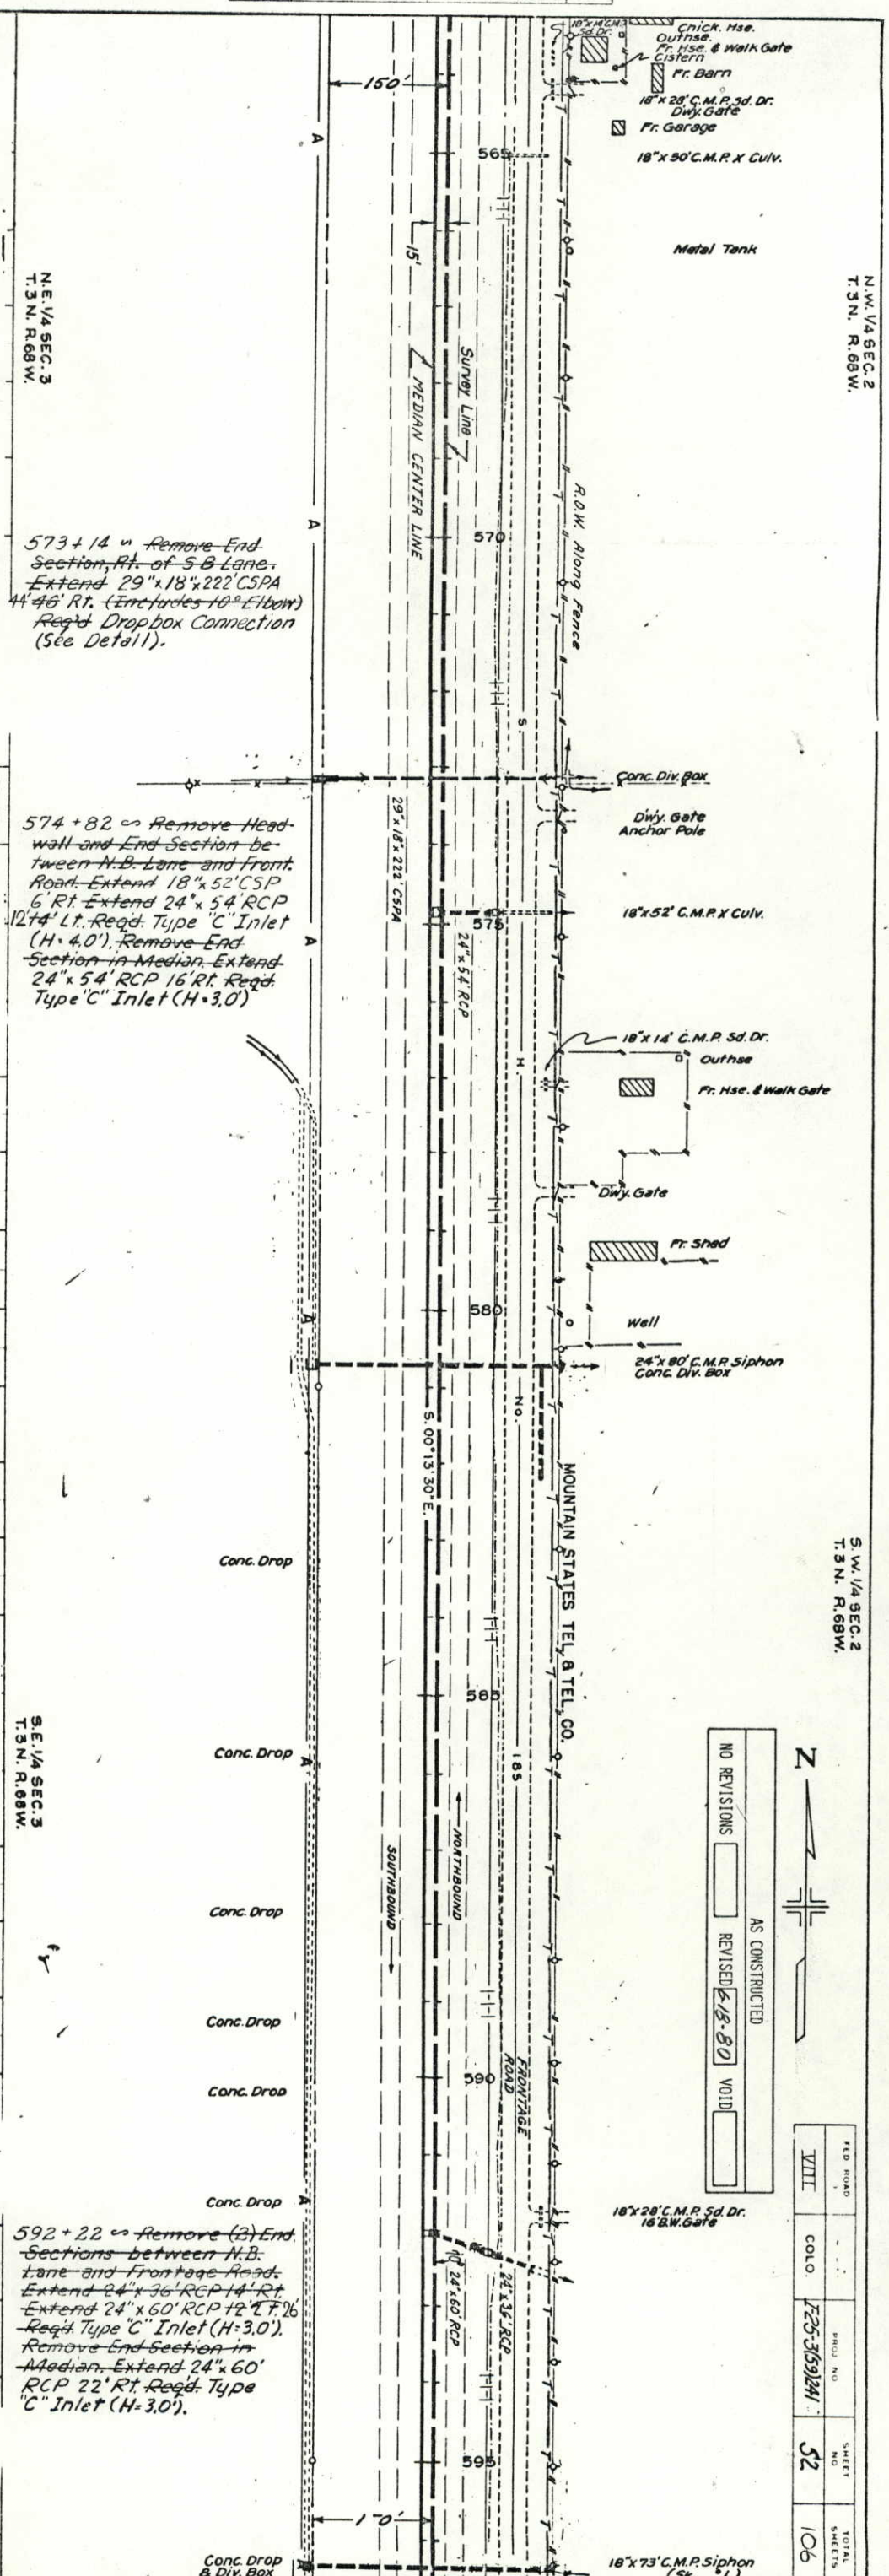 Chick. Hse.
Outhse.
Fr. Hse. & Walk Gate
Cistern
Fr. Barn
18"x 28' C.M.P. Sd. Dr.
Dwy. Gate
Fr. Garage
150'
565
18"x 50' C.M.P. X Culv.
A
Metal Tank
15'
N.E. 1/4 SEC. 3
T. 3 N. R. 68 W.
N.W. 1/4 SEC. 2
T. 3 N. R. 68 W.
Survey Line
MEDIAN CENTER LINE
R.O.W. Along Fence
A
570
573+14 ∽ Remove End
Section, Rt. of S B Lane.
Extend 29"x 18"x 222' CSPA
44' 46' Rt. (Includes 10° Elbow)
Req'd Dropbox Connection
(See Detail).
S.
Conc. Div. Box
Dwy. Gate
Anchor Pole
29"x 18"x 222' CSPA
574+82 ∽ Remove Head-
wall and End Section be-
tween N.B. Lane and Front.
Road. Extend 18"x 52' CSP
6' Rt. Extend 24"x 54' RCP
12'+4' Lt. Reqd. Type "C" Inlet
(H=4.0'). Remove End
Section in Median. Extend
24"x 54' RCP 16' Rt. Reqd.
Type "C" Inlet (H=3.0')
18"x 52' C.M.P. X Culv.
575
24"x 54' RCP
A
18"x 14' C.M.P. Sd. Dr.
Outhse
Fr. Hse. & Walk Gate
H.
Dwy. Gate
Fr. Shed
580
A
Well
24"x 80' C.M.P. Siphon
Conc. Div. Box
No.
S. 00°13'30" E.
MOUNTAIN STATES TEL. & TEL. CO.
S.W. 1/4 SEC. 2
T. 3 N. R. 68 W.
Conc. Drop
585
185
Conc. Drop
A
S.E. 1/4 SEC. 3
T. 3 N. R. 68 W.
N
AS CONSTRUCTED
NO REVISIONS
REVISED 6-18-80
VOID
NORTHBOUND
SOUTHBOUND
Conc. Drop
Conc. Drop
FRONTAGE
ROAD
590
Conc. Drop
Conc. Drop
A
18"x 28' C.M.P. Sd. Dr.
16' B.W. Gate
592+22 ∽ Remove (3) End
Sections between N.B.
Lane and Frontage Road.
Extend 24"x 36' RCP 14' Rt.
Extend 24"x 60' RCP 12' LT. 26'
Req'd. Type "C" Inlet (H=3.0').
Remove End Section in
Median. Extend 24"x 60'
RCP 22' Rt. Reqd. Type
"C" Inlet (H=3.0').
24"x 60' RCP
24"x 36' RCP
FED ROAD
PROJ NO
SHEET NO
TOTAL SHEETS
VIII
COLO.
52
106
595
Conc. Drop
& Div. Box
18"x 73' C.M.P. Siphon